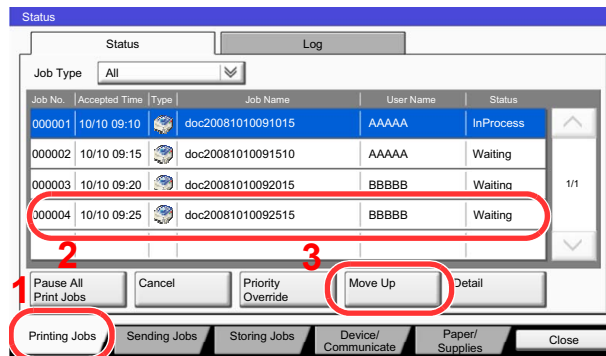 Status
Status Log
Job Type All
Job No. Accepted Time Type Job Name User Name Status
000001 10/10 09:10 doc20081010091015 AAAAA InProcess
000002 10/10 09:15 doc20081010091510 AAAAA Waiting
000003 10/10 09:20 doc20081010092015 BBBBB Waiting
1/1
000004 10/10 09:25 doc20081010092515 BBBBB Waiting
2 3
1
Pause All
Print Jobs
Cancel
Priority
Override
Move Up
Detail
Printing Jobs
Sending Jobs
Storing Jobs
Device/
Communicate
Paper/
Supplies
Close